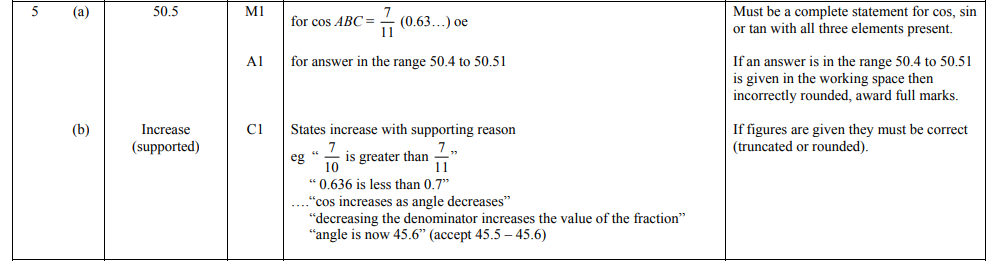 5 (a) 50.5 M1 for cos ABC = 7/11 (0.63…) oe Must be a complete statement for cos, sin
or tan with all three elements present.
A1 for answer in the range 50.4 to 50.51 If an answer is in the range 50.4 to 50.51
is given in the working space then
incorrectly rounded, award full marks.
(b) Increase C1 States increase with supporting reason If figures are given they must be correct
(supported) eg “ 7/10 is greater than 7/11” (truncated or rounded).
“ 0.636 is less than 0.7”
….“cos increases as angle decreases”
“decreasing the denominator increases the value of the fraction”
“angle is now 45.6” (accept 45.5 – 45.6)